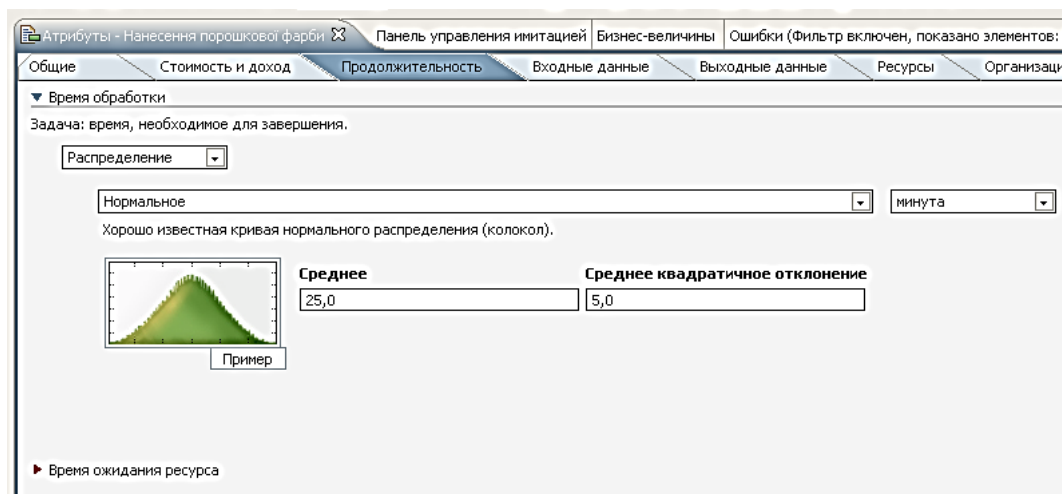 Атрибуты - Нанесення порошкової фарби Панель управления имитацией Бизнес-величины Ошибки (Фильтр включен, показано элементов:
Общие Стоимость и доход Продолжительность Входные данные Выходные данные Ресурсы Организаци
Время обработки
Задача: время, необходимое для завершения.
Распределение
Нормальное минута
Хорошо известная кривая нормального распределения (колокол).
Среднее Среднее квадратичное отклонение
25,0 5,0
Пример
Время ожидания ресурса